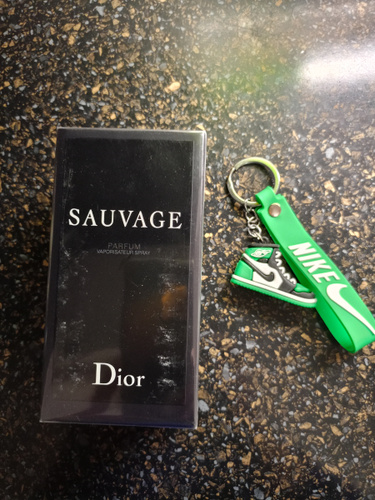 SAUVAGE
PARFUM
VAPORISATEUR SPRAY
Dior
NIKE